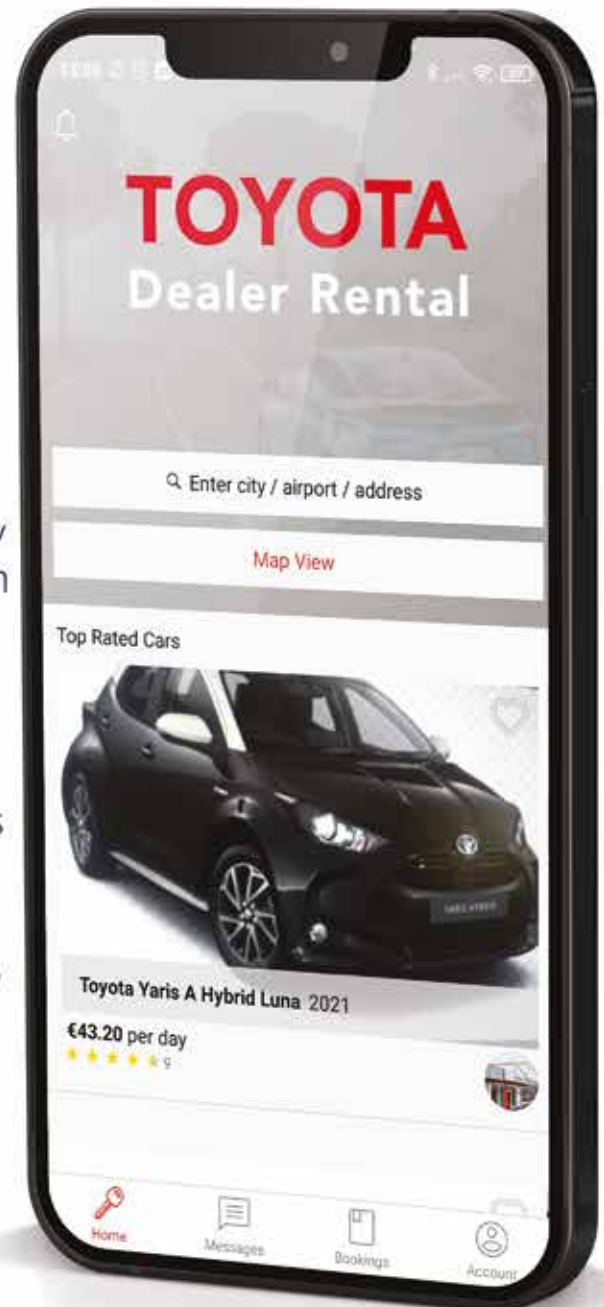 TOYOTA
Dealer Rental
Enter city / airport / address
Map View
Top Rated Cars
Toyota Yaris A Hybrid Luna 2021
€43.20 per day
9
Home
Messages
Bookings
Account